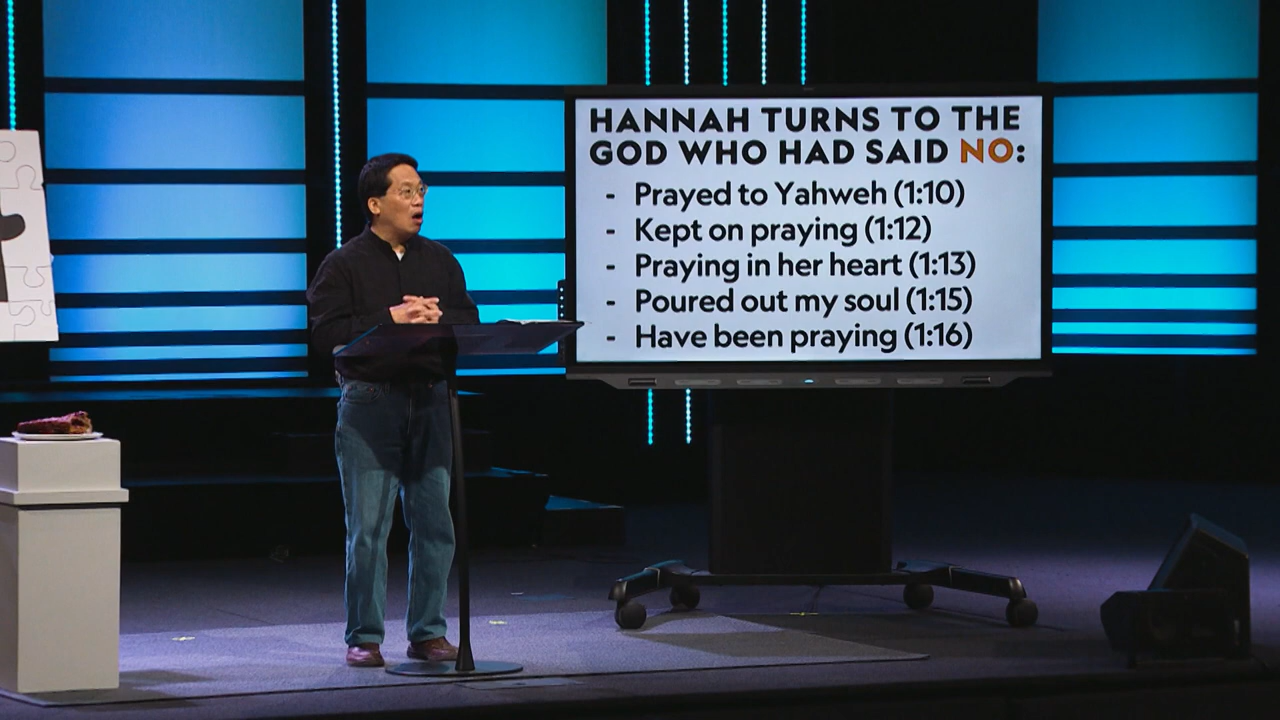 HANNAH TURNS TO THE
GOD WHO HAD SAID NO:
- Prayed to Yahweh (1:10)
- Kept on praying (1:12)
- Praying in her heart (1:13)
- Poured out my soul (1:15)
- Have been praying (1:16)